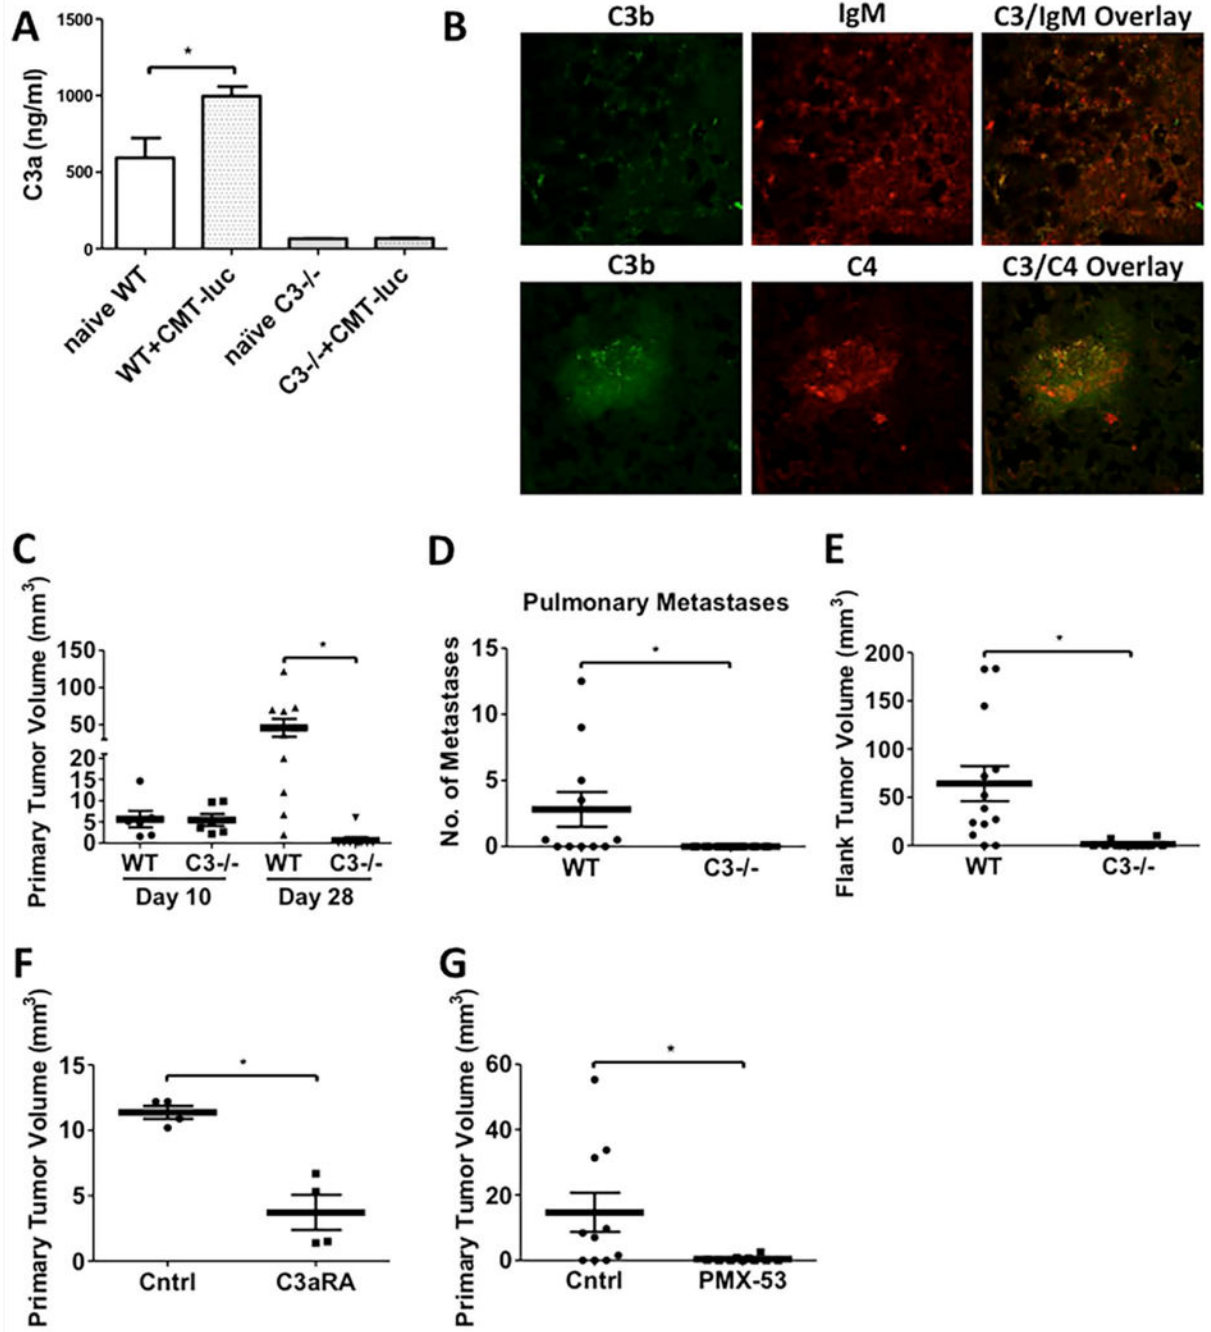 A
1500
1000
500
0
C3a (ng/ml)
*
naive WT
WT+CMT-luc
naïve C3-/-
C3-/-+CMT-luc
B
C3b
IgM
C3/IgM Overlay
C3b
C4
C3/C4 Overlay
C
Primary Tumor Volume (mm³)
150
100
50
20
15
10
5
0
*
WT
C3-/-
WT
C3-/-
Day 10
Day 28
D
Pulmonary Metastases
No. of Metastases
15
10
5
0
*
WT
C3-/-
E
Flank Tumor Volume (mm³)
200
150
100
50
0
*
WT
C3-/-
F
Primary Tumor Volume (mm³)
15
10
5
0
*
Cntrl
C3aRA
G
Primary Tumor Volume (mm³)
60
40
20
0
*
Cntrl
PMX-53